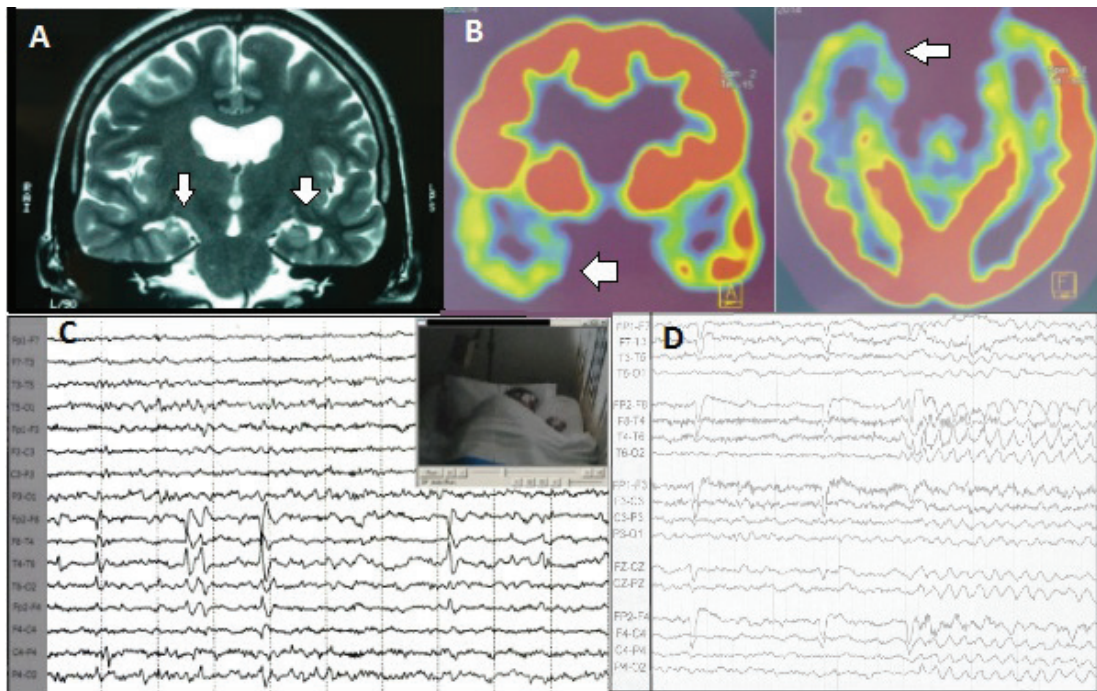 A
L/90
B
2014
A
F
C
Fp1-F7
F7-T3
T3-T5
T5-O1
Fp1-F3
F3-C3
C3-P3
P3-O1
Fp2-F8
F8-T4
T4-T6
T6-O2
Fp2-F4
F4-C4
C4-P4
P4-O2
D
FP1-F7
F7-T3
T3-T5
T5-O1
FP2-F8
F8-T4
T4-T6
T6-O2
FP1-F3
F3-C3
C3-P3
P3-O1
FZ-CZ
CZ-PZ
FP2-F4
F4-C4
C4-P4
P4-O2